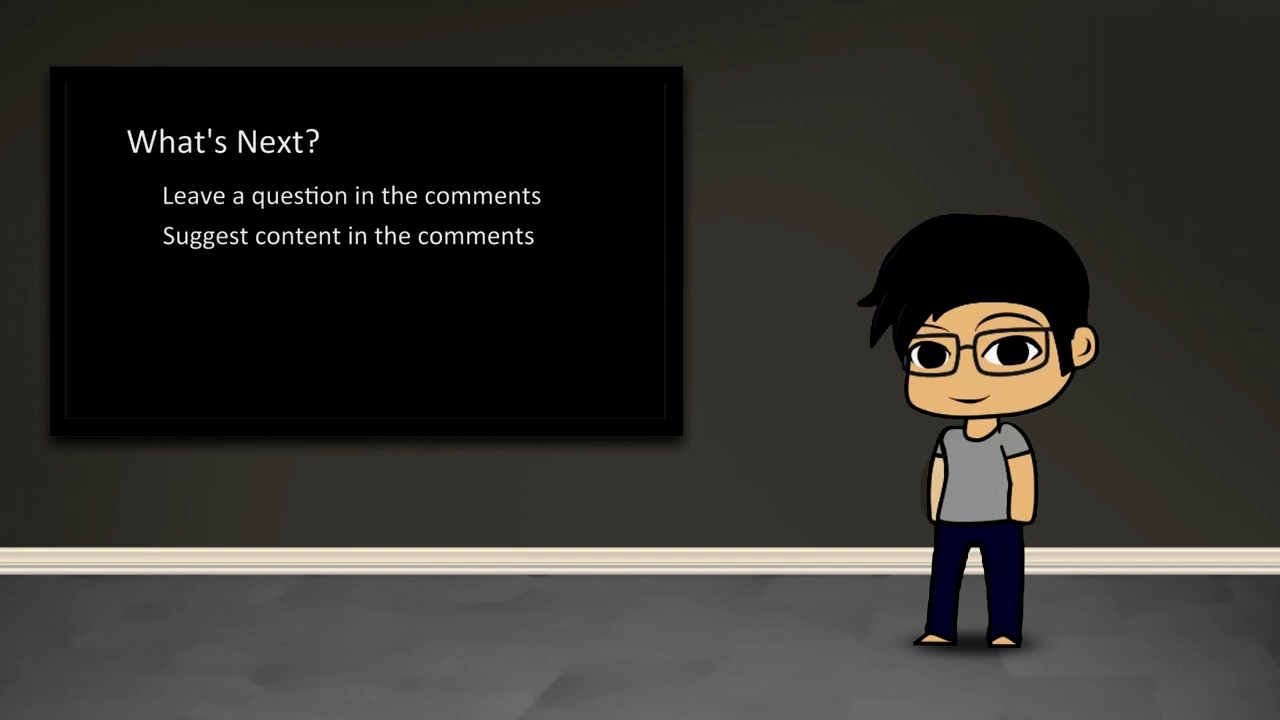 What's Next?
Leave a question in the comments
Suggest content in the comments